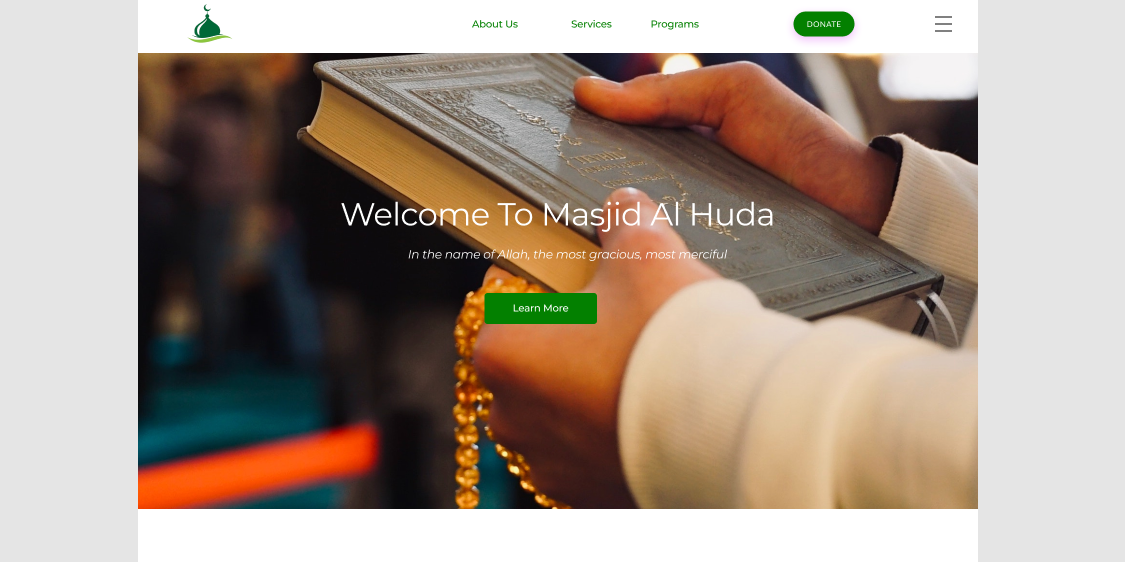 About Us
Services
Programs
DONATE
Welcome To Masjid Al Huda
In the name of Allah, the most gracious, most merciful
Learn More